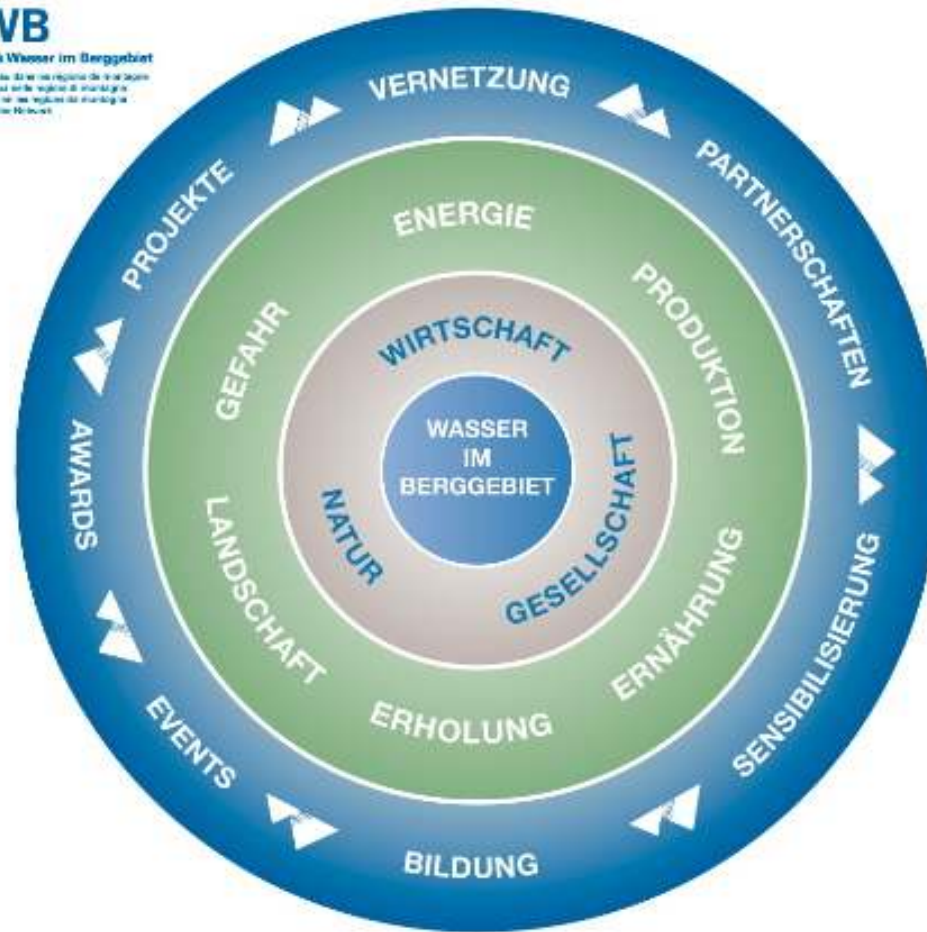 WB
Wasser im Berggebiet
VERNETZUNG
PARTNERSCHAFTEN
SENSIBILISIERUNG
BILDUNG
EVENTS
AWARDS
PROJEKTE
ENERGIE
PRODUKTION
ERNÄHRUNG
ERHOLUNG
LANDSCHAFT
GEFAHR
WIRTSCHAFT
GESELLSCHAFT
NATUR
WASSER
IM
BERGGEBIET